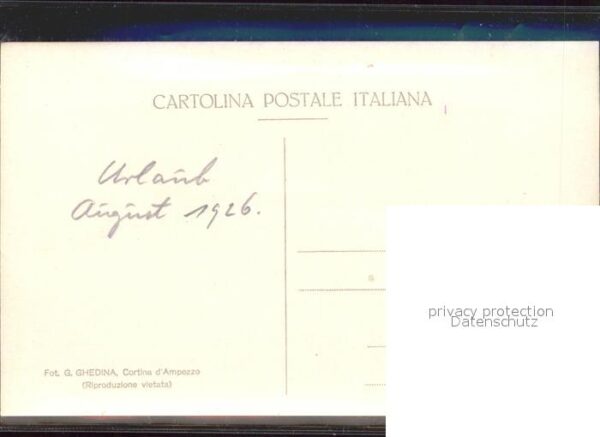 CARTOLINA POSTALE ITALIANA
Urlaub
August 1926.
privacy protection
Datenschutz
Fot. G. GHEDINA, Cortina d'Ampezzo
(Riproduzione vietata)